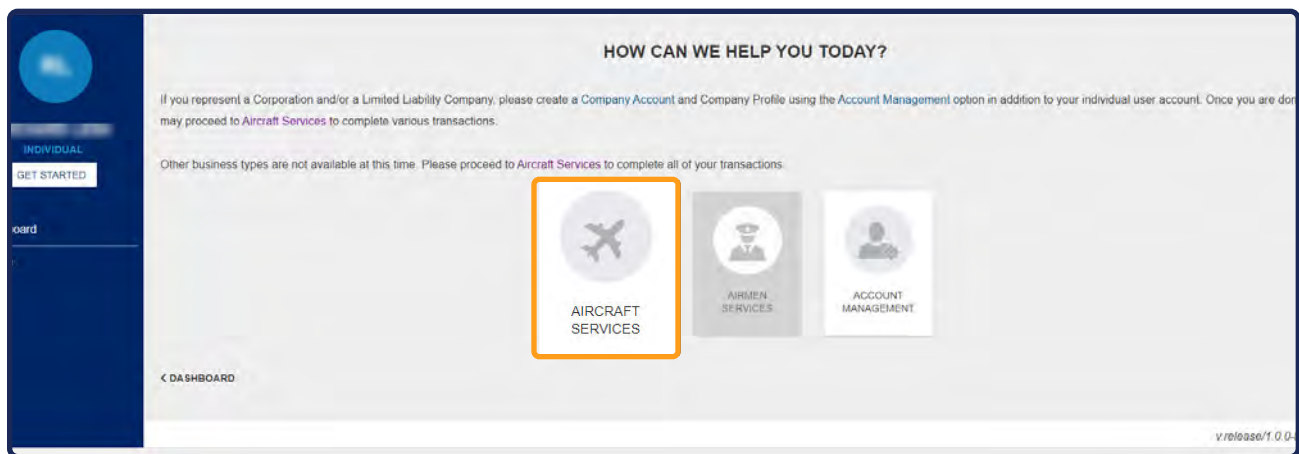 HOW CAN WE HELP YOU TODAY?
If you represent a Corporation and/or a Limited Liability Company, please create a Company Account and Company Profile using the Account Management option in addition to your individual user account. Once you are don
may proceed to Aircraft Services to complete various transactions.
INDIVIDUAL
Other business types are not available at this time. Please proceed to Aircraft Services to complete all of your transactions.
GET STARTED
oard
AIRCRAFT
SERVICES
AIRMEN
SERVICES
ACCOUNT
MANAGEMENT
< DASHBOARD
v.release/1.0.0-